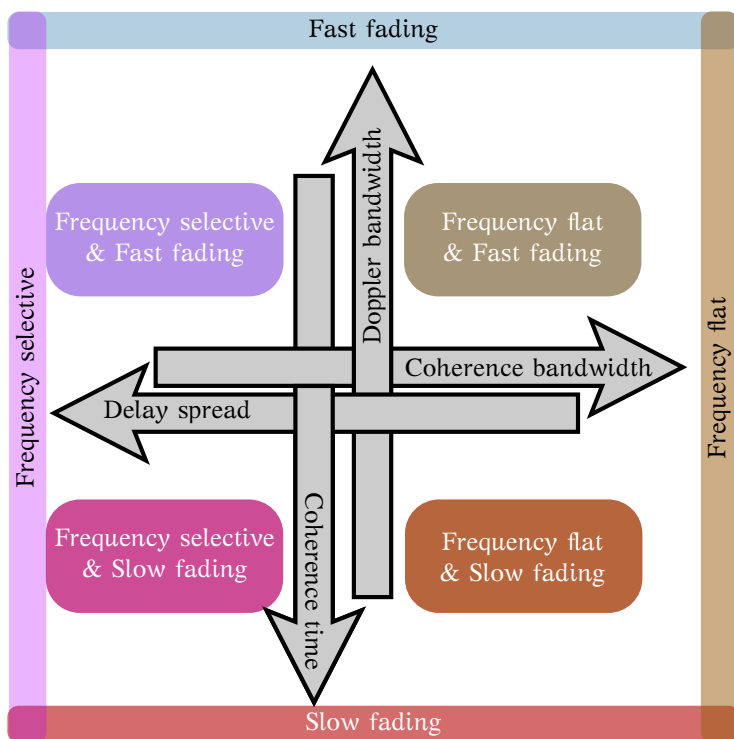 Fast fading
Doppler bandwidth
Frequency selective
& Fast fading
Frequency flat
& Fast fading
Frequency selective
Frequency flat
Coherence bandwidth
Delay spread
Coherence time
Frequency selective
& Slow fading
Frequency flat
& Slow fading
Slow fading